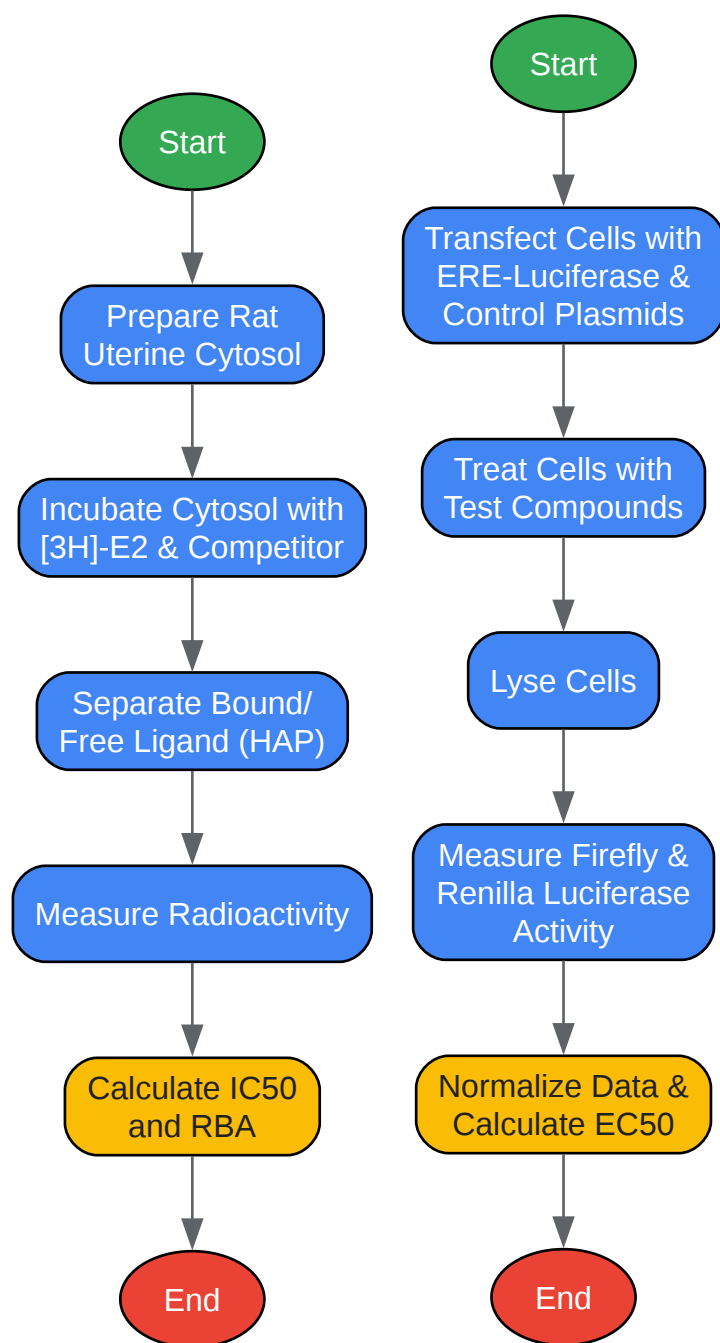 Start
Prepare Rat
Uterine Cytosol
Incubate Cytosol with
[3H]-E2 & Competitor
Separate Bound/
Free Ligand (HAP)
Measure Radioactivity
Calculate IC50
and RBA
End
Start
Transfect Cells with
ERE-Luciferase &
Control Plasmids
Treat Cells with
Test Compounds
Lyse Cells
Measure Firefly &
Renilla Luciferase
Activity
Normalize Data &
Calculate EC50
End